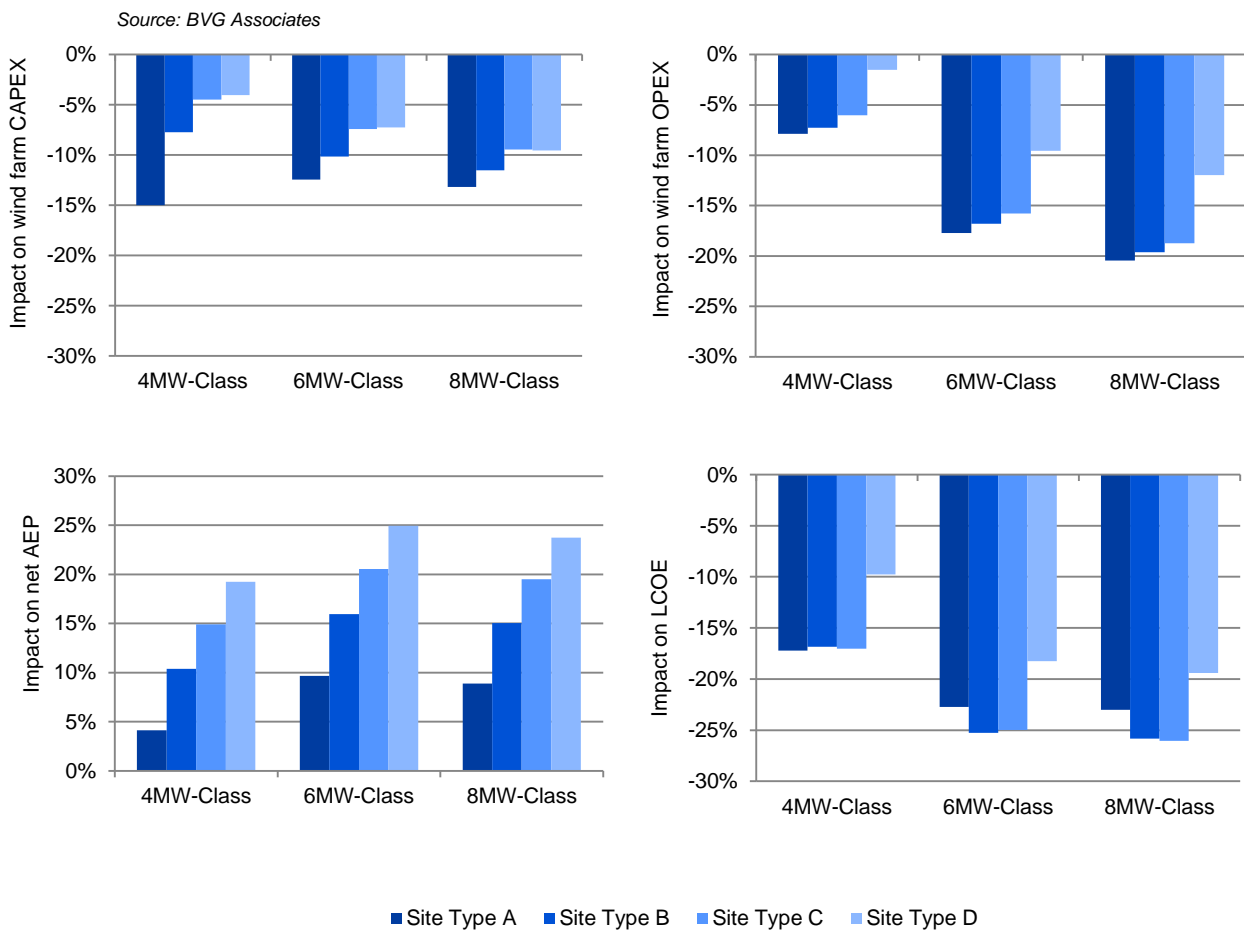 Source: BVG Associates
Impact on wind farm CAPEX
0%
-5%
-10%
-15%
-20%
-25%
-30%
4MW-Class 6MW-Class 8MW-Class
Impact on wind farm OPEX
0%
-5%
-10%
-15%
-20%
-25%
-30%
4MW-Class 6MW-Class 8MW-Class
Impact on net AEP
30%
25%
20%
15%
10%
5%
0%
4MW-Class 6MW-Class 8MW-Class
Impact on LCOE
0%
-5%
-10%
-15%
-20%
-25%
-30%
4MW-Class 6MW-Class 8MW-Class
Site Type A Site Type B Site Type C Site Type D